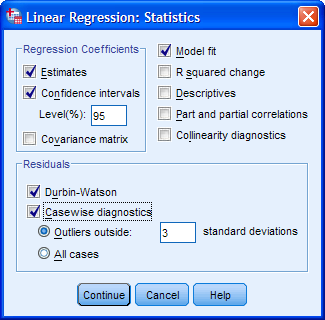 Linear Regression: Statistics
Regression Coefficients
Estimates
Confidence intervals
Level(%): 95
Covariance matrix
Model fit
R squared change
Descriptives
Part and partial correlations
Collinearity diagnostics
Residuals
Durbin-Watson
Casewise diagnostics
Outliers outside: 3 standard deviations
All cases
Continue Cancel Help